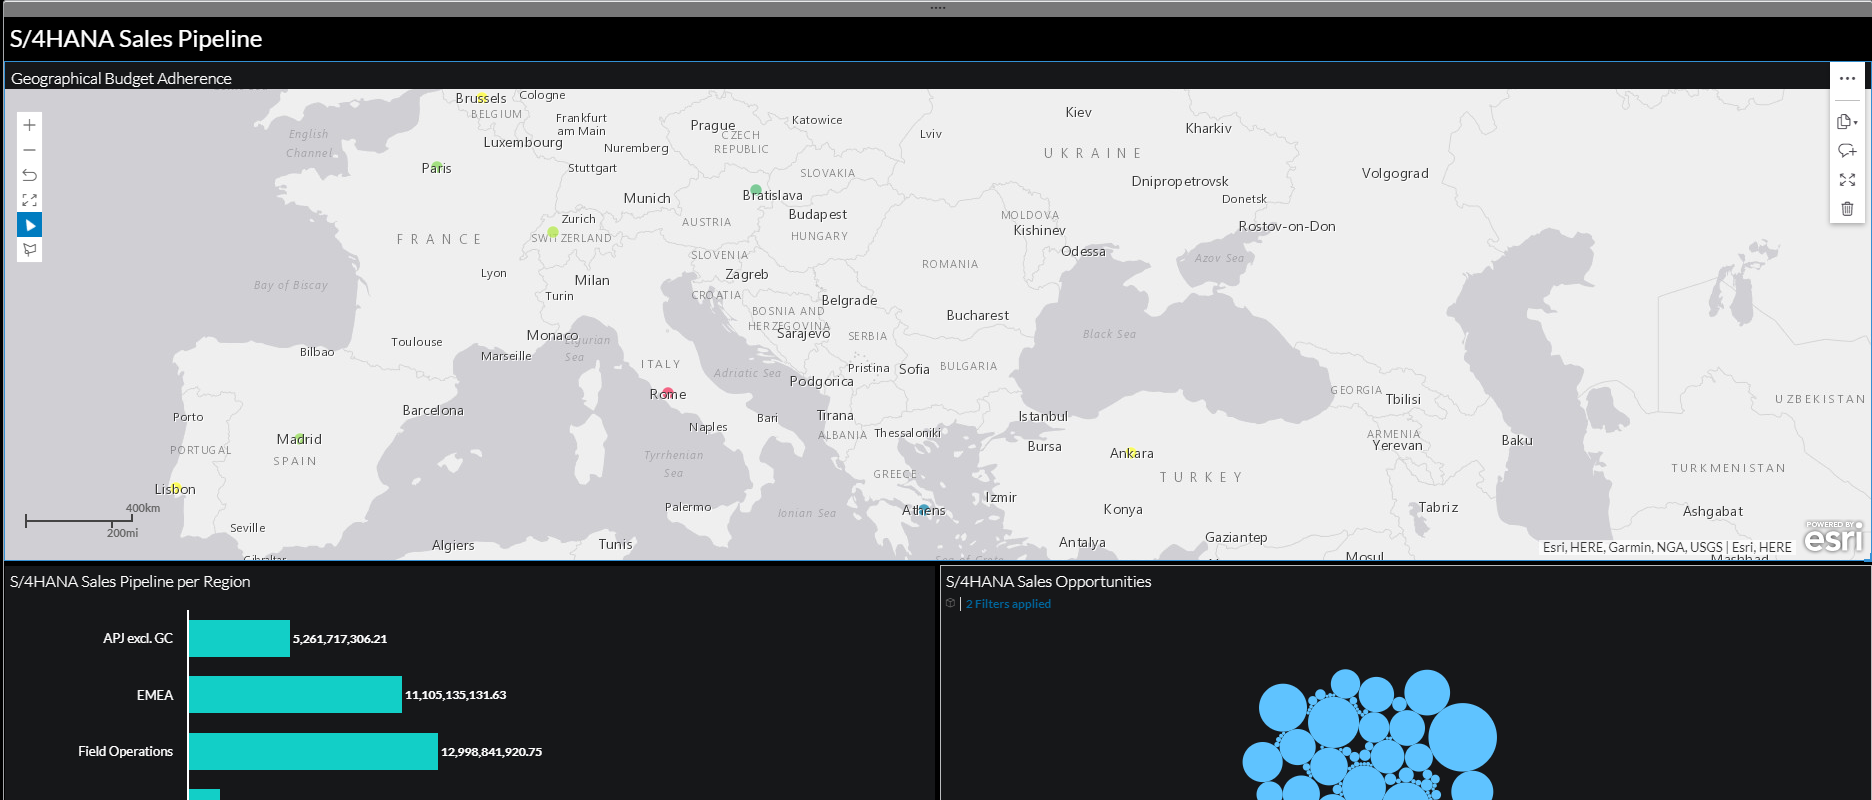 S/4HANA Sales Pipeline
Geographical Budget Adherence
Brussels
Cologne
BELGIUM
Frankfurt
am Main
Prague
CZECH
REPUBLIC
Katowice
Lviv
Kiev
Kharkiv
English
Channel
Luxembourg
Nuremberg
UKRAINE
Paris
Stuttgart
SLOVAKIA
Volgograd
Dnipropetrovsk
Munich
Bratislava
Donetsk
Zurich
AUSTRIA
Budapest
MOLDOVA
Kishinev
Rostov-on-Don
FRANCE
SWITZERLAND
HUNGARY
Odessa
SLOVENIA
Azov Sea
Lyon
Milan
Zagreb
ROMANIA
Bay of Biscay
Turin
CROATIA
Belgrade
BOSNIA AND
HERZEGOVINA
Sarajevo
Bucharest
Monaco
Ligurian
Sea
SERBIA
Black Sea
Toulouse
Bilbao
Marseille
ITALY
Adriatic Sea
Pristina
Sofia
BULGARIA
Podgorica
Rome
GEORGIA
Tbilisi
UZBEKISTAN
Porto
Barcelona
Naples
Bari
Tirana
Istanbul
ALBANIA
Thessaloniki
ARMENIA
Yerevan
Baku
PORTUGAL
Madrid
SPAIN
Tyrrhenian
Sea
Bursa
Ankara
GREECE
TURKEY
TURKMENISTAN
Lisbon
400km
200mi
Palermo
Ionian Sea
Athens
Izmir
Konya
Tabriz
Ashgabat
Seville
Gibraltar
Algiers
Tunis
Sea of Crete
Antalya
Gaziantep
Mosul
Mashhad
POWERED BY
esri
Esri, HERE, Garmin, NGA, USGS | Esri, HERE
S/4HANA Sales Pipeline per Region
APJ excl. GC
5,261,717,306.21
EMEA
11,105,135,131.63
Field Operations
12,998,841,920.75
S/4HANA Sales Opportunities
2 Filters applied